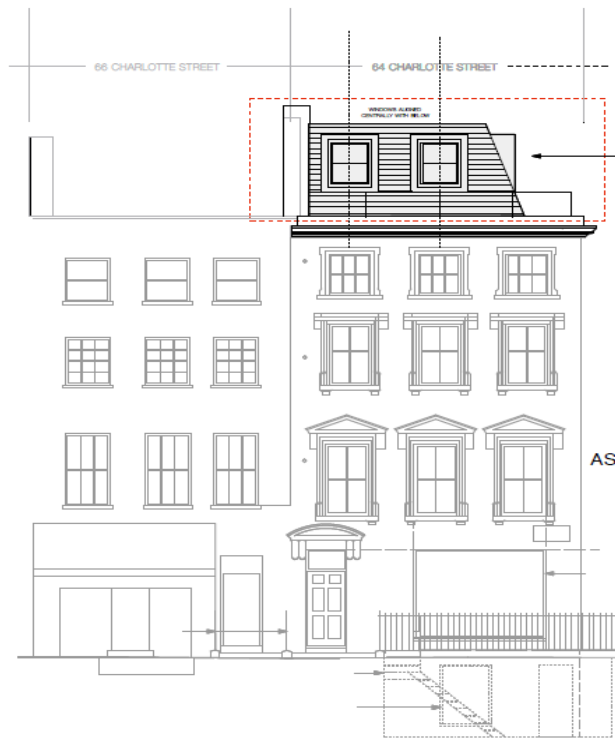 66 CHARLOTTE STREET
64 CHARLOTTE STREET
WINDOWS ALIGNED
CENTRALLY WITH BELOW
AS